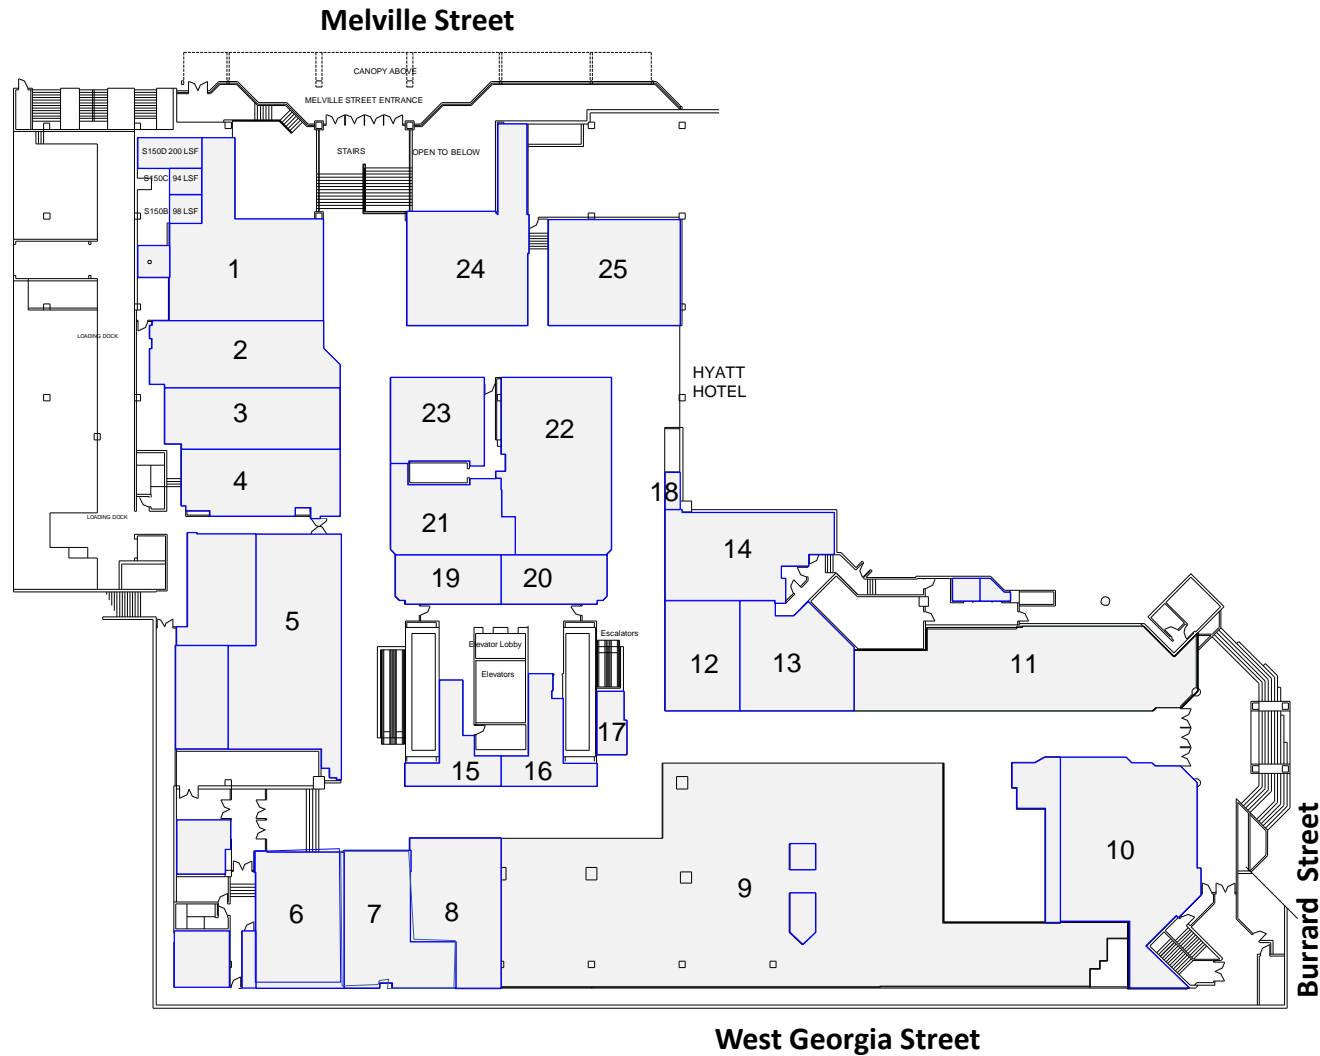 Melville Street
CANOPY ABOVE
MELVILLE STREET ENTRANCE
STAIRS
OPEN TO BELOW
S150D 200 LSF
S150C 94 LSF
S150B 98 LSF
1
24
25
LOADING DOCK
2
HYATT
HOTEL
3
23
22
4
18
LOADING DOCK
21
14
19
20
5
Escalators
Elevator Lobby
12
13
11
Elevators
17
15
16
10
9
6
7
8
Burrard Street
West Georgia Street